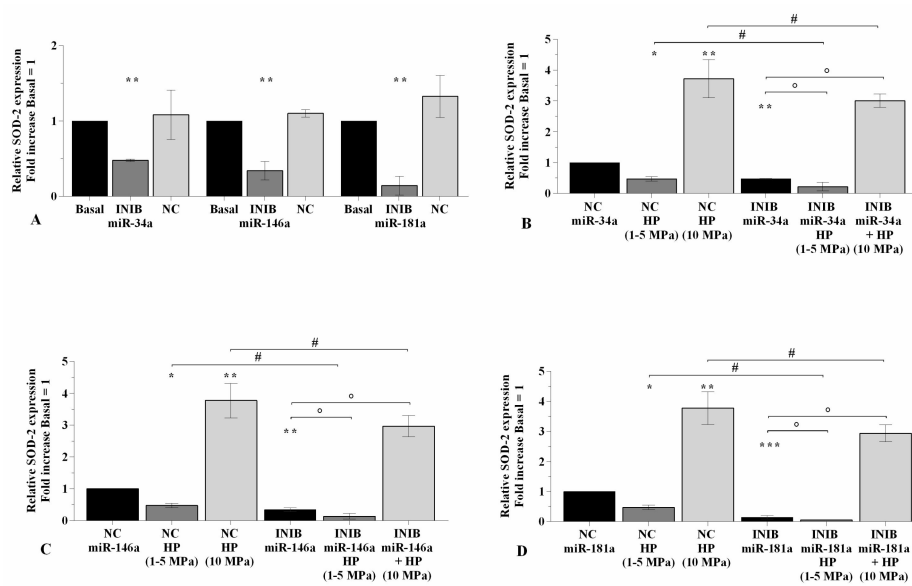 Relative SOD-2 expression
Fold increase Basal = 1
2
1
0
** ** **
Basal INIB NC Basal INIB NC Basal INIB NC
miR-34a miR-146a miR-181a
A
Relative SOD-2 expression
Fold increase Basal = 1
5
4
3
2
1
0
#
#
* **
°
°
**
NC NC NC INIB INIB INIB
miR-34a HP HP miR-34a miR-34a miR-34a
(1-5 MPa) (10 MPa) HP + HP
(1-5 MPa) (10 MPa)
B
Relative SOD-2 expression
Fold increase Basal = 1
5
4
3
2
1
0
#
#
* **
°
°
**
NC NC NC INIB INIB INIB
miR-146a HP HP miR-146a miR-146a miR-146a
(1-5 MPa) (10 MPa) HP + HP
(1-5 MPa) (10 MPa)
C
Relative SOD-2 expression
Fold increase Basal = 1
5
4
3
2
1
0
#
#
* **
°
°
***
NC NC NC INIB INIB INIB
miR-181a HP HP miR-181a miR-181a miR-181a
(1-5 MPa) (10 MPa) HP + HP
(1-5 MPa) (10 MPa)
D